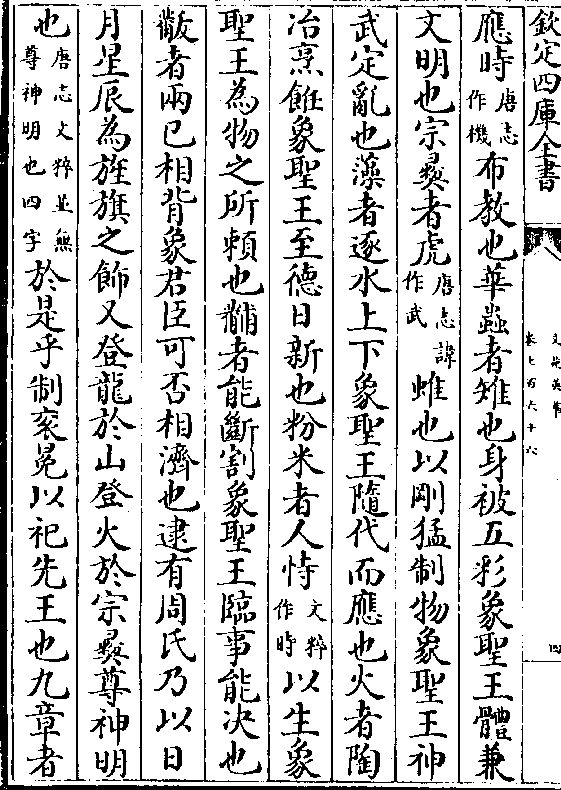 欽定四庫全書
文苑英華
卷七百六十六
四
應時唐志作機布教也華蟲者雉也身被五彩象聖王體兼
文明也宗彞者虎唐志諱作武蜼也以剛猛制物象聖王神
武定亂也藻者逐水上下象聖王隨代而應也火者陶
冶烹飪象聖王至德日新也粉米者人恃文粹作時以生象
聖王為物之所賴也黼者能斷割象聖王臨事能决也
黻者兩已相背象君臣可否相濟也逮有周氏乃以日
月星辰為旌旗之飾又登龍於山登火於宗彞尊神明
也唐志文粹並無尊神明也四字於是乎制衮冕以祀先王也九章者